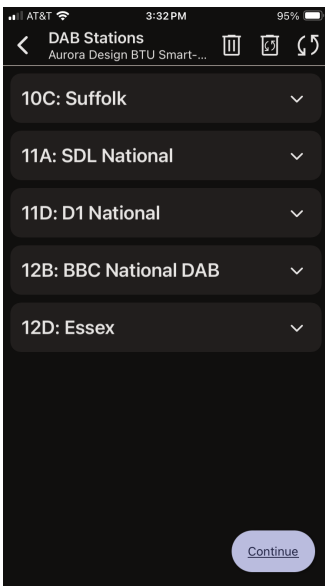 AT&T 3:32 PM 95%
DAB Stations
Aurora Design BTU Smart-...
10C: Suffolk
11A: SDL National
11D: D1 National
12B: BBC National DAB
12D: Essex
Continue